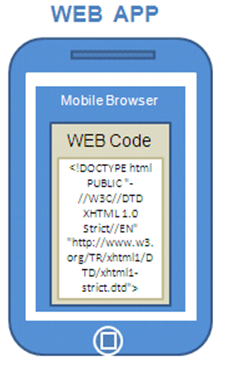 WEB APP
Mobile Browser
WEB Code
<!DOCTYPE html
PUBLIC "-
//W3C//DTD
XHTML 1.0
Strict//EN"
"http://www.w3.
org/TR/xhtml1/D
TD/xhtml1-
strict.dtd">